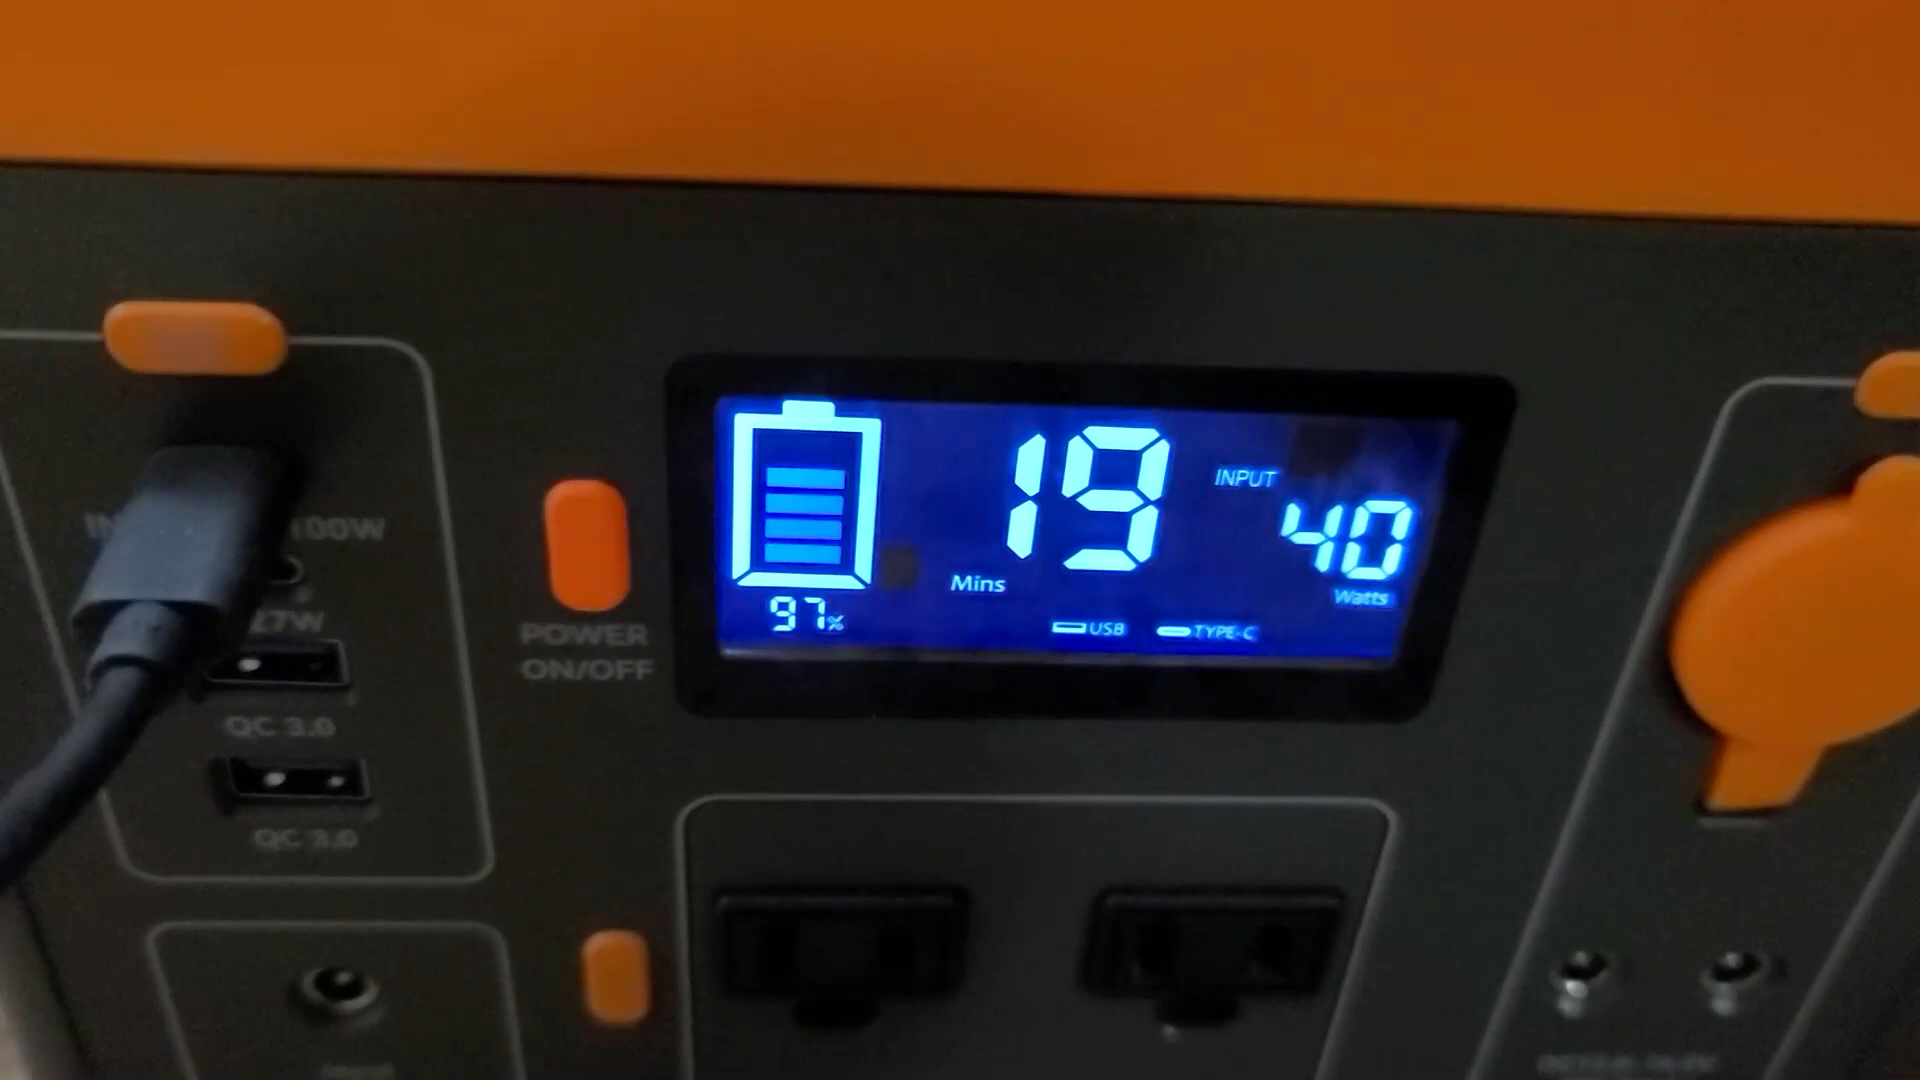 100W
27W
QC 3.0
QC 3.0
POWER
ON/OFF
97%
Mins
19
INPUT
40
Watts
USB
TYPE-C